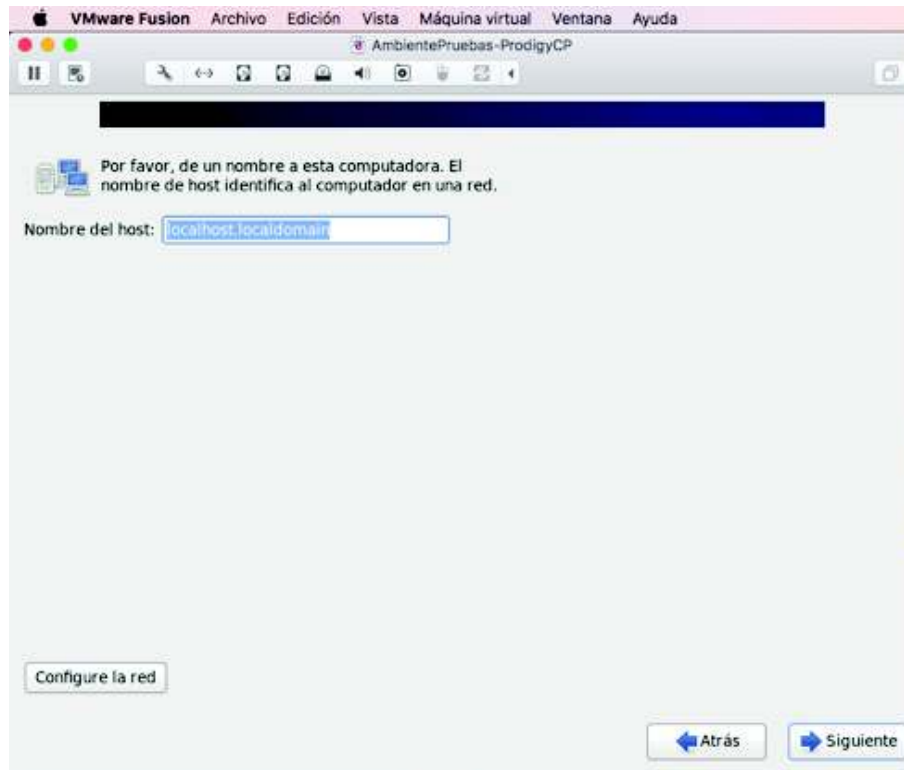 VMware Fusion Archivo Edición Vista Máquina virtual Ventana Ayuda
AmbientePruebas-ProdigyCP
Por favor, de un nombre a esta computadora. El
nombre de host identifica al computador en una red.
Nombre del host: localhost.localdomain
Configure la red
Atrás Siguiente